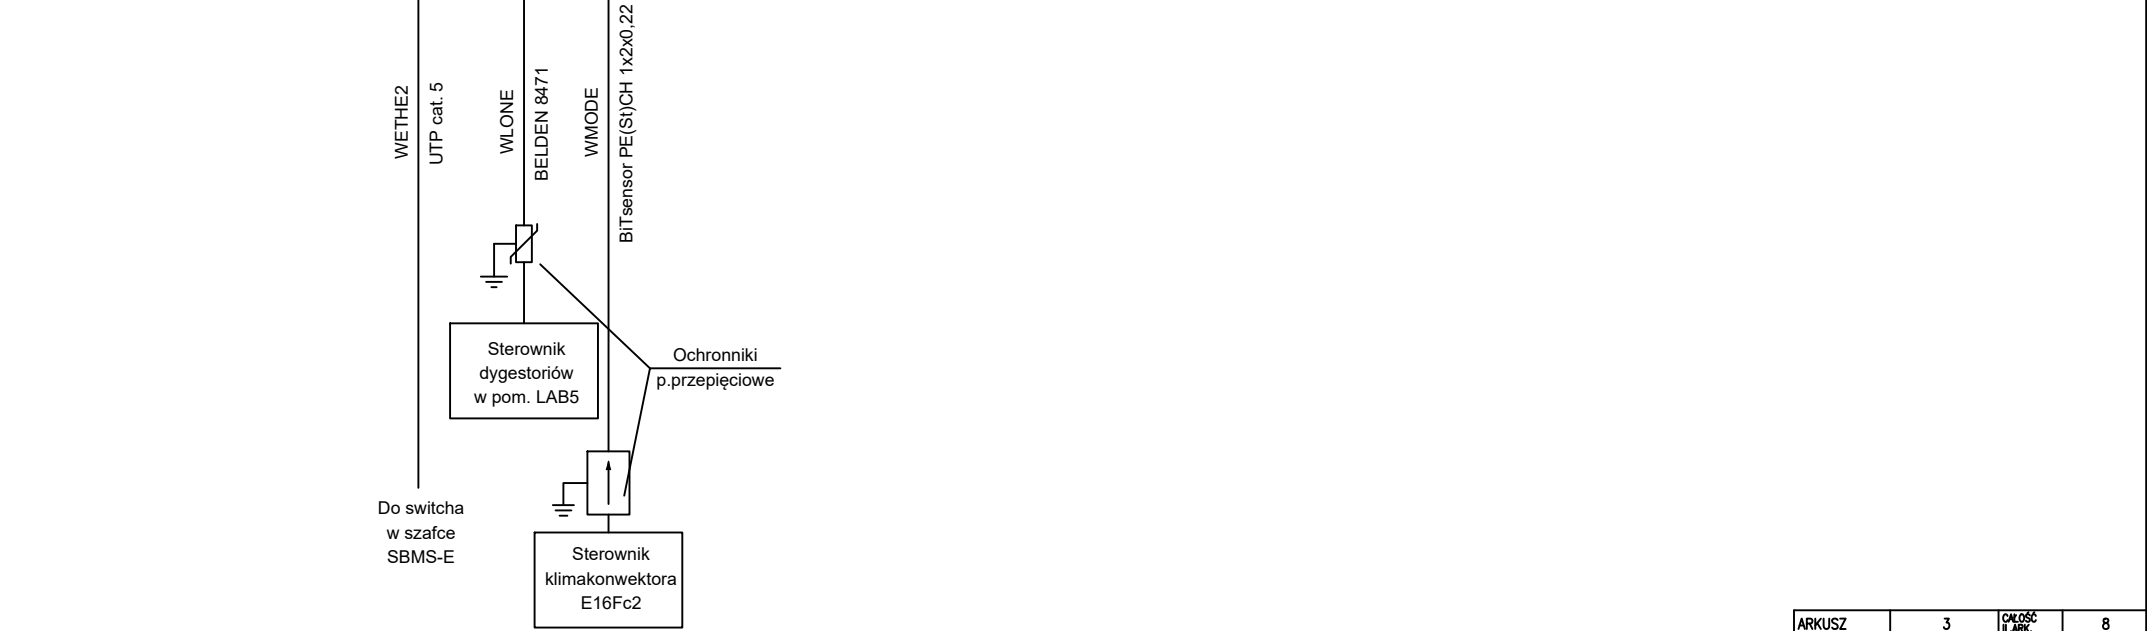 WETHE2
UTP cat. 5
WLONE
BELDEN 8471
WMODE
BiTsensor PE(St)CH 1x2x0,22
Sterownik
dygestoriów
w pom. LAB5
Ochronniki
p.przepięciowe
Do switcha
w szafce
SBMS-E
Sterownik
klimakonwektora
E16Fc2
ARKUSZ 3 CAŁOŚĆ 8
IL.ARK.